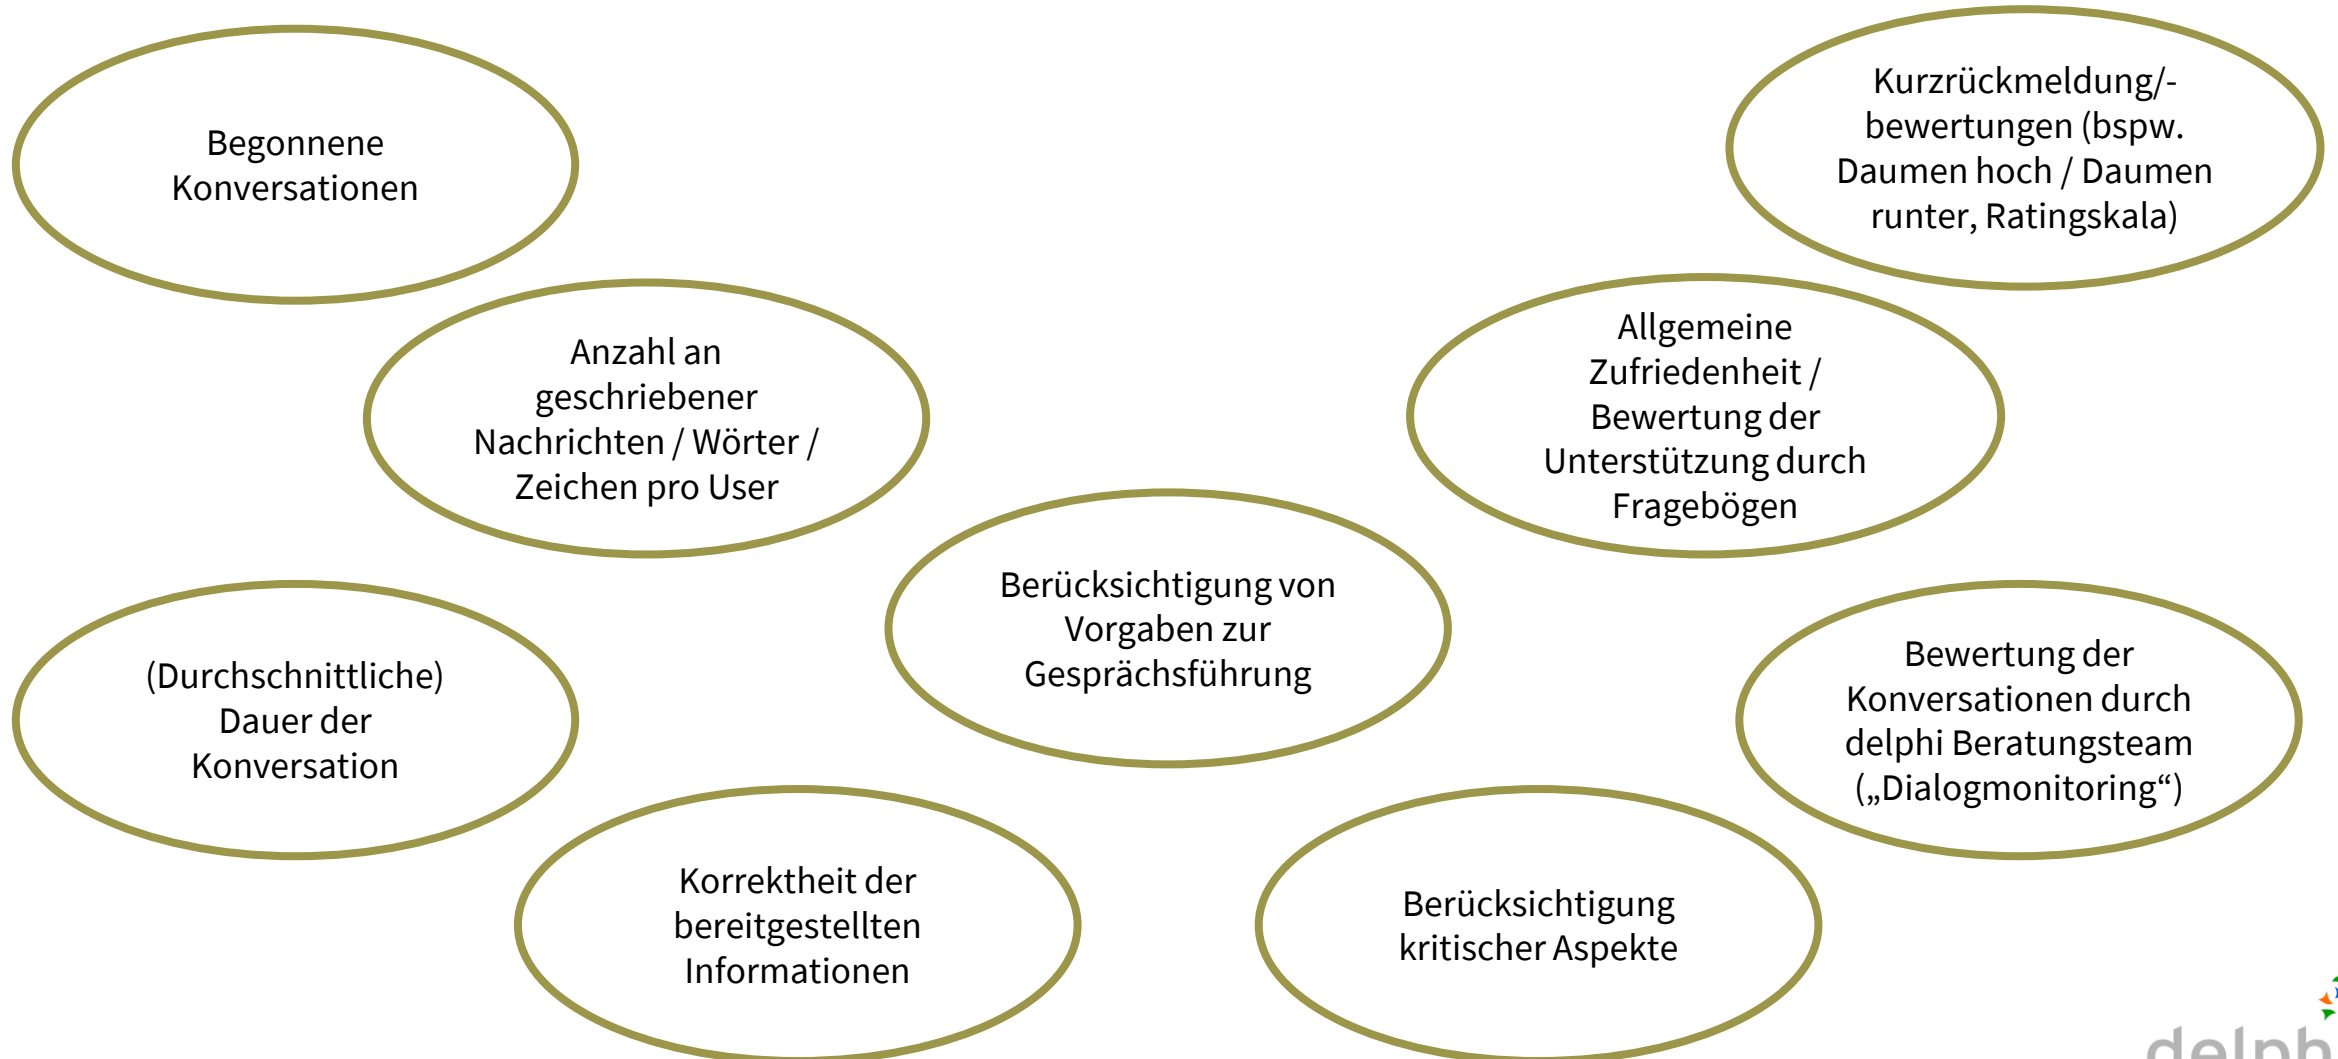 Begonnene
Konversationen
Kurzrückmeldung/-
bewertungen (bspw.
Daumen hoch / Daumen
runter, Ratingskala)
Anzahl an
geschriebener
Nachrichten / Wörter /
Zeichen pro User
Allgemeine
Zufriedenheit /
Bewertung der
Unterstützung durch
Fragebögen
Berücksichtigung von
Vorgaben zur
Gesprächsführung
(Durchschnittliche)
Dauer der
Konversation
Bewertung der
Konversationen durch
delphi Beratungsteam
(„Dialogmonitoring“)
Korrektheit der
bereitgestellten
Informationen
Berücksichtigung
kritischer Aspekte
delph